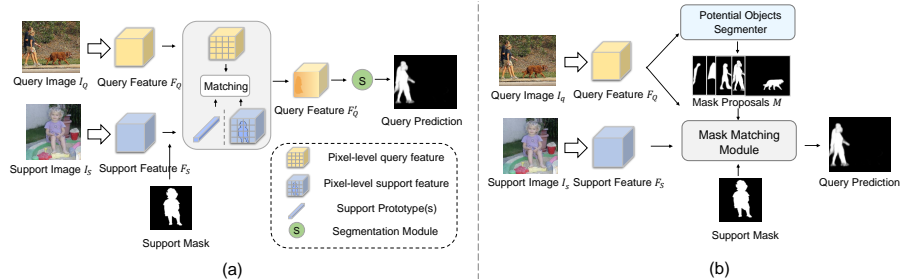 Query Image I_Q
Query Feature F_Q
Matching
Query Feature F'_Q
S
Query Prediction
Support Image I_S
Support Feature F_S
Support Mask
Pixel-level query feature
Pixel-level support feature
Support Prototype(s)
S
Segmentation Module
(a)
Potential Objects
Segmenter
Query Image I_q
Query Feature F_Q
Mask Proposals M
Mask Matching
Module
Support Image I_s
Support Feature F_S
Query Prediction
Support Mask
(b)